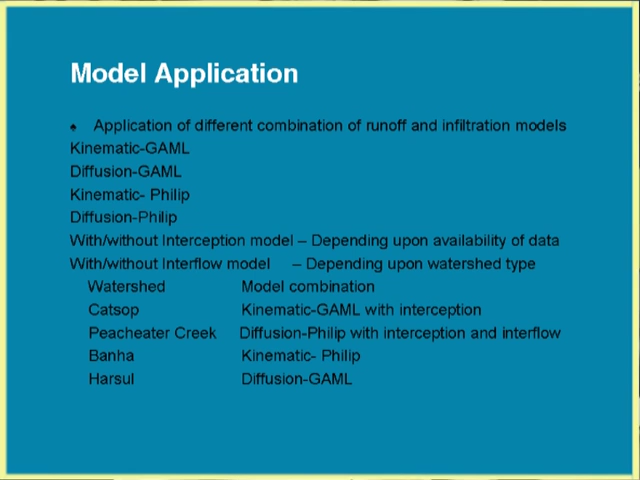 Model Application
♠ Application of different combination of runoff and infiltration models
Kinematic-GAML
Diffusion-GAML
Kinematic- Philip
Diffusion-Philip
With/without Interception model – Depending upon availability of data
With/without Interflow model – Depending upon watershed type
Watershed Model combination
Catsop Kinematic-GAML with interception
Peacheater Creek Diffusion-Philip with interception and interflow
Banha Kinematic- Philip
Harsul Diffusion-GAML